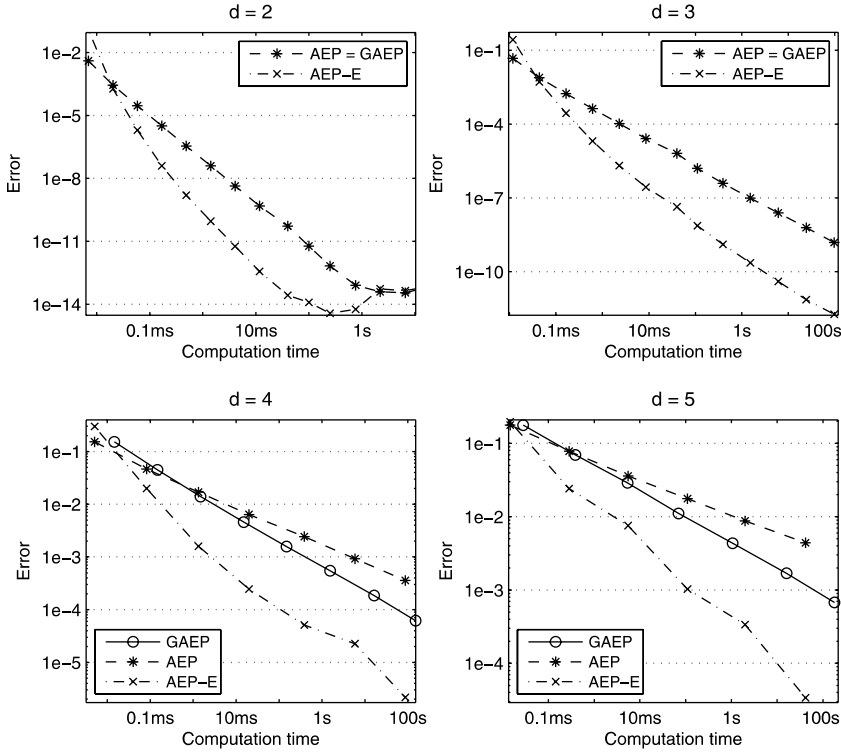 d = 2
1e-2
1e-5
1e-8
1e-11
1e-14
Error
AEP = GAEP
AEP-E
0.1ms
10ms
1s
Computation time
d = 3
1e-1
1e-4
1e-7
1e-10
Error
AEP = GAEP
AEP-E
0.1ms
10ms
1s
100s
Computation time
d = 4
1e-1
1e-2
1e-3
1e-4
1e-5
Error
GAEP
AEP
AEP-E
0.1ms
10ms
1s
100s
Computation time
d = 5
1e-1
1e-2
1e-3
1e-4
Error
GAEP
AEP
AEP-E
0.1ms
10ms
1s
100s
Computation time